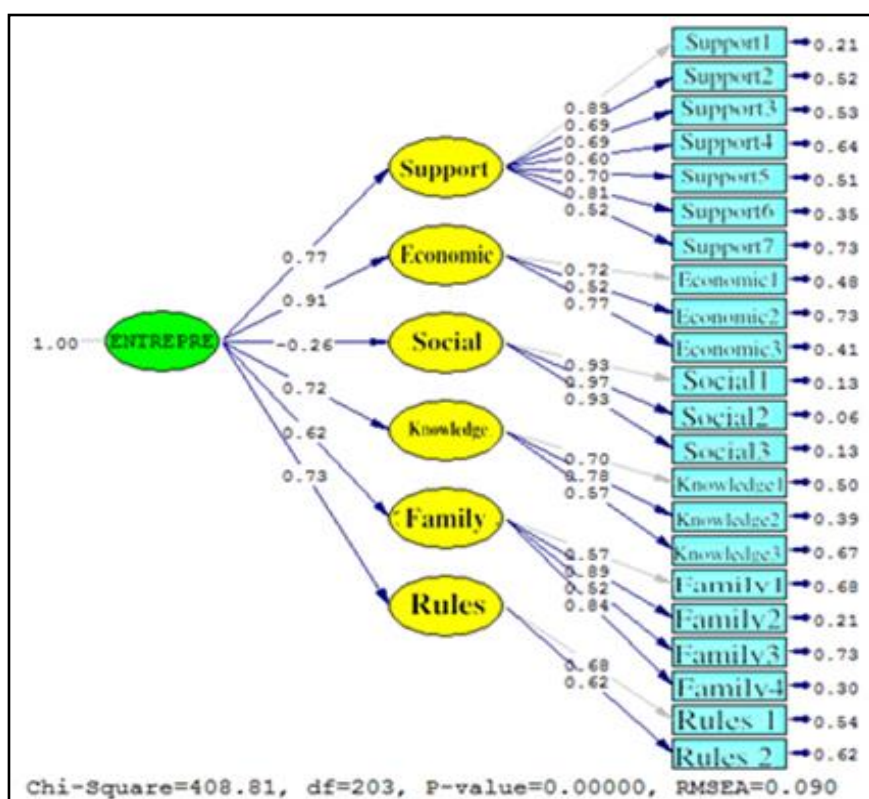 Support1 0.21
Support2 0.52
Support3 0.53
Support4 0.64
Support5 0.51
Support6 0.35
Support7 0.73
Economic1 0.48
Economic2 0.73
Economic3 0.41
Social1 0.13
Social2 0.06
Social3 0.13
Knowledge1 0.50
Knowledge2 0.39
Knowledge3 0.67
Family1 0.68
Family2 0.21
Family3 0.73
Family4 0.30
Rules 1 0.54
Rules 2 0.62
0.89
0.69
0.69
0.60
0.70
0.81
0.52
0.72
0.52
0.77
0.93
0.97
0.93
0.70
0.78
0.57
0.57
0.89
0.52
0.84
0.68
0.62
Support
Economic
Social
Knowledge
Family
Rules
0.77
0.91
-0.26
0.72
0.62
0.73
1.00 ENTREPRE
Chi-Square=408.81, df=203, P-value=0.00000, RMSEA=0.090